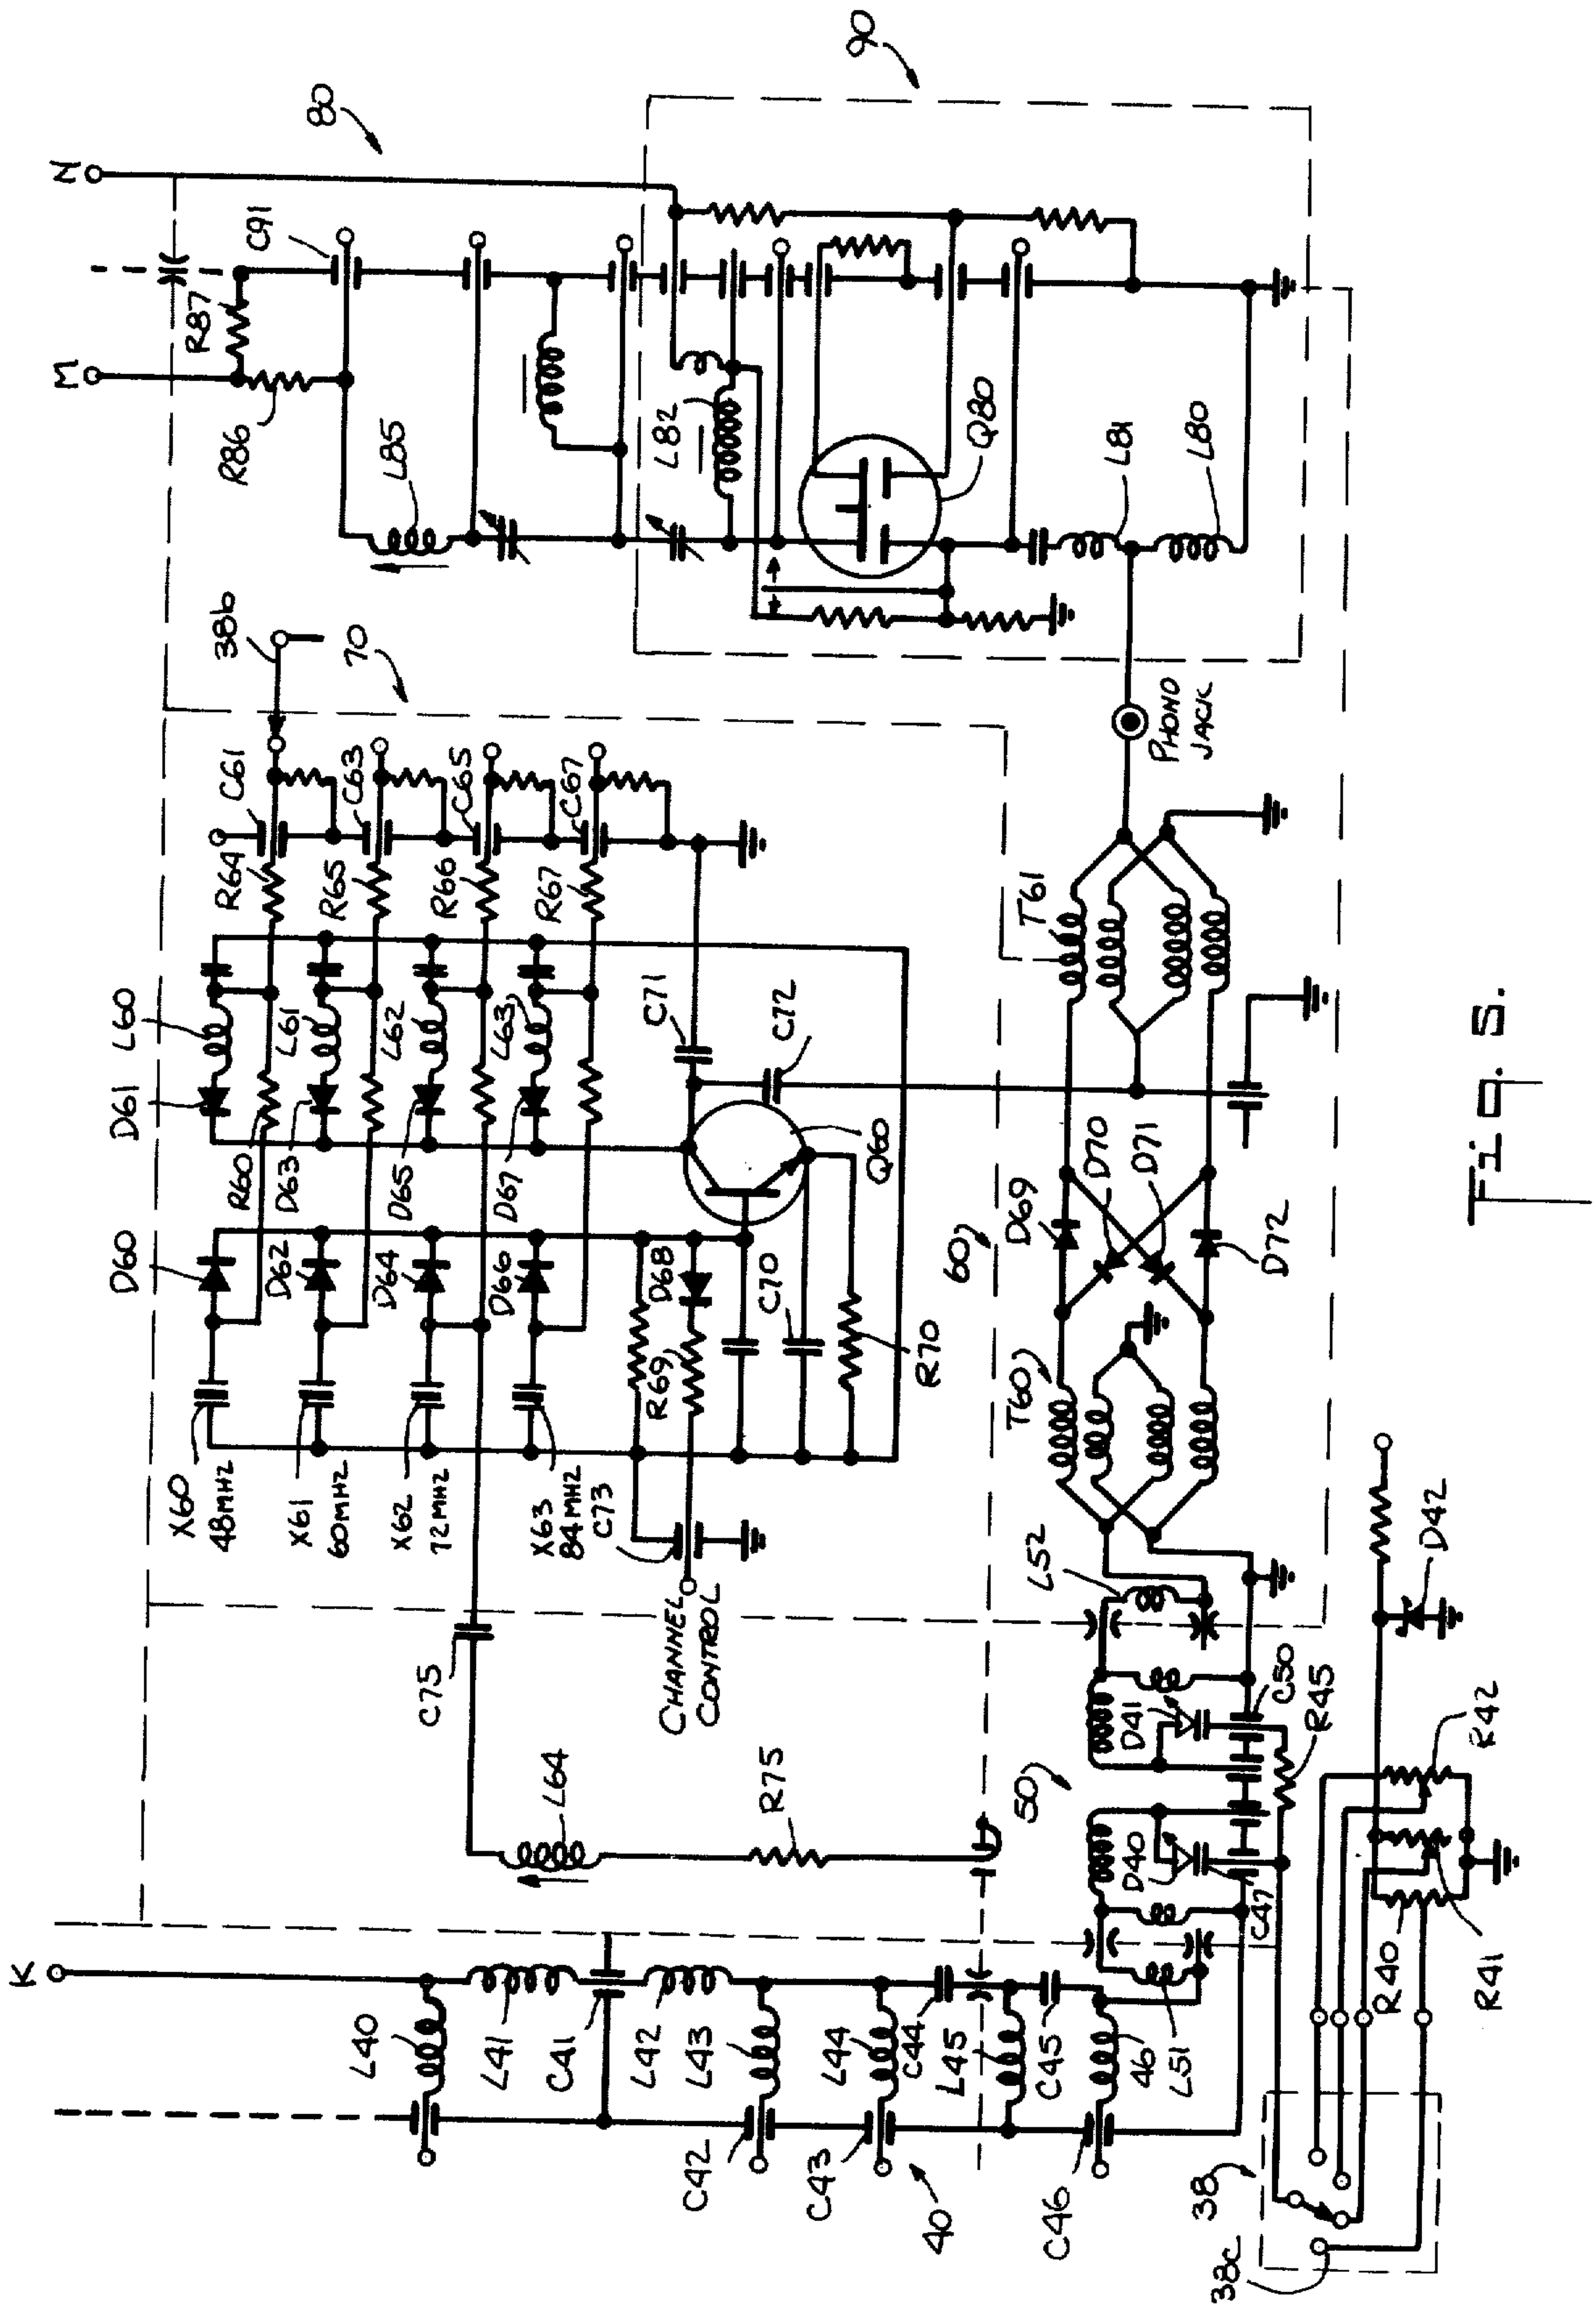 K
L40
L41
C41
L42
L43
C42
L44
C43
C44
L45
C45
46
L51
C46
40
38
38c
C75
L64
R75
50
D40
C47
D41
C50
R45
R40
R41
R42
D42
L52
CHANNEL
CONTROL
X60
48MHZ
X61
60MHZ
X62
72MHZ
X63
84MHZ
C73
D60
D62
D64
D66
R69
D68
C70
R70
Q60
D61
R60
D63
D65
D67
L60
L61
L62
L63
C71
C72
R64
R65
R66
R67
C61
C63
C65
C67
38b
70
T60
60
D69
D70
D71
D72
T61
PHONO
JACK
M
N
R86
R87
C91
80
L85
L82
Q80
L81
L80
90
FIG. 5.